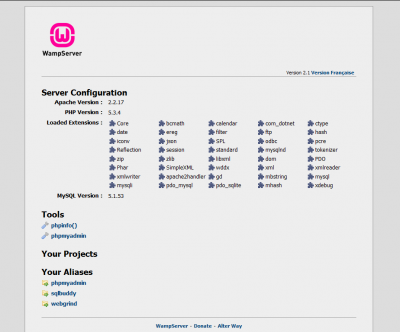 W
WampServer
Version 2.1 Version Française
Server Configuration
Apache Version : 2.2.17
PHP Version : 5.3.4
Loaded Extensions : Core bcmath calendar com_dotnet ctype
date ereg filter ftp hash
iconv json SPL odbc pcre
Reflection session standard mysqlnd tokenizer
zip zlib libxml dom PDO
Phar SimpleXML wddx xml xmlreader
xmlwriter apache2handler gd mbstring mysql
mysqli pdo_mysql pdo_sqlite mhash xdebug
MySQL Version : 5.1.53
Tools
phpinfo()
phpmyadmin
Your Projects
Your Aliases
phpmyadmin
sqlbuddy
webgrind
WampServer - Donate - Alter Way